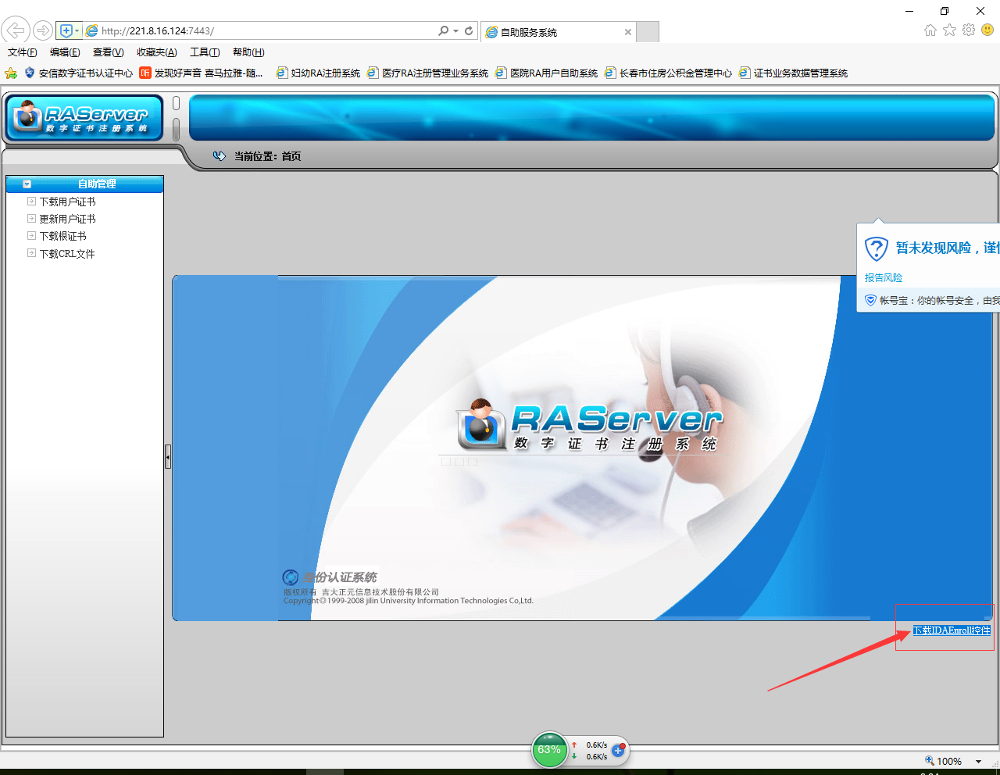 http://221.8.16.124:7443/
自助服务系统
文件(F) 编辑(E) 查看(V) 收藏夹(A) 工具(T) 帮助(H)
安信数字证书认证中心 听 发现好声音 喜马拉雅-随... 妇幼RA注册系统 医疗RA注册管理业务系统 医院RA用户自助系统 长春市住房公积金管理中心 证书业务数据管理系统
RAServer
数字证书注册系统
当前位置：首页
自助管理
下载用户证书
更新用户证书
下载根证书
下载CRL文件
暂未发现风险，谨
报告风险
帐号宝：你的帐号安全，由我
RAServer
数字证书注册系统
身份认证系统
版权所有 吉大正元信息技术股份有限公司
Copyright©1999-2008 jilin University Information Technologies Co,Ltd.
下载IDAEnroll控件
63%
0.6K/s
0.6K/s
100%